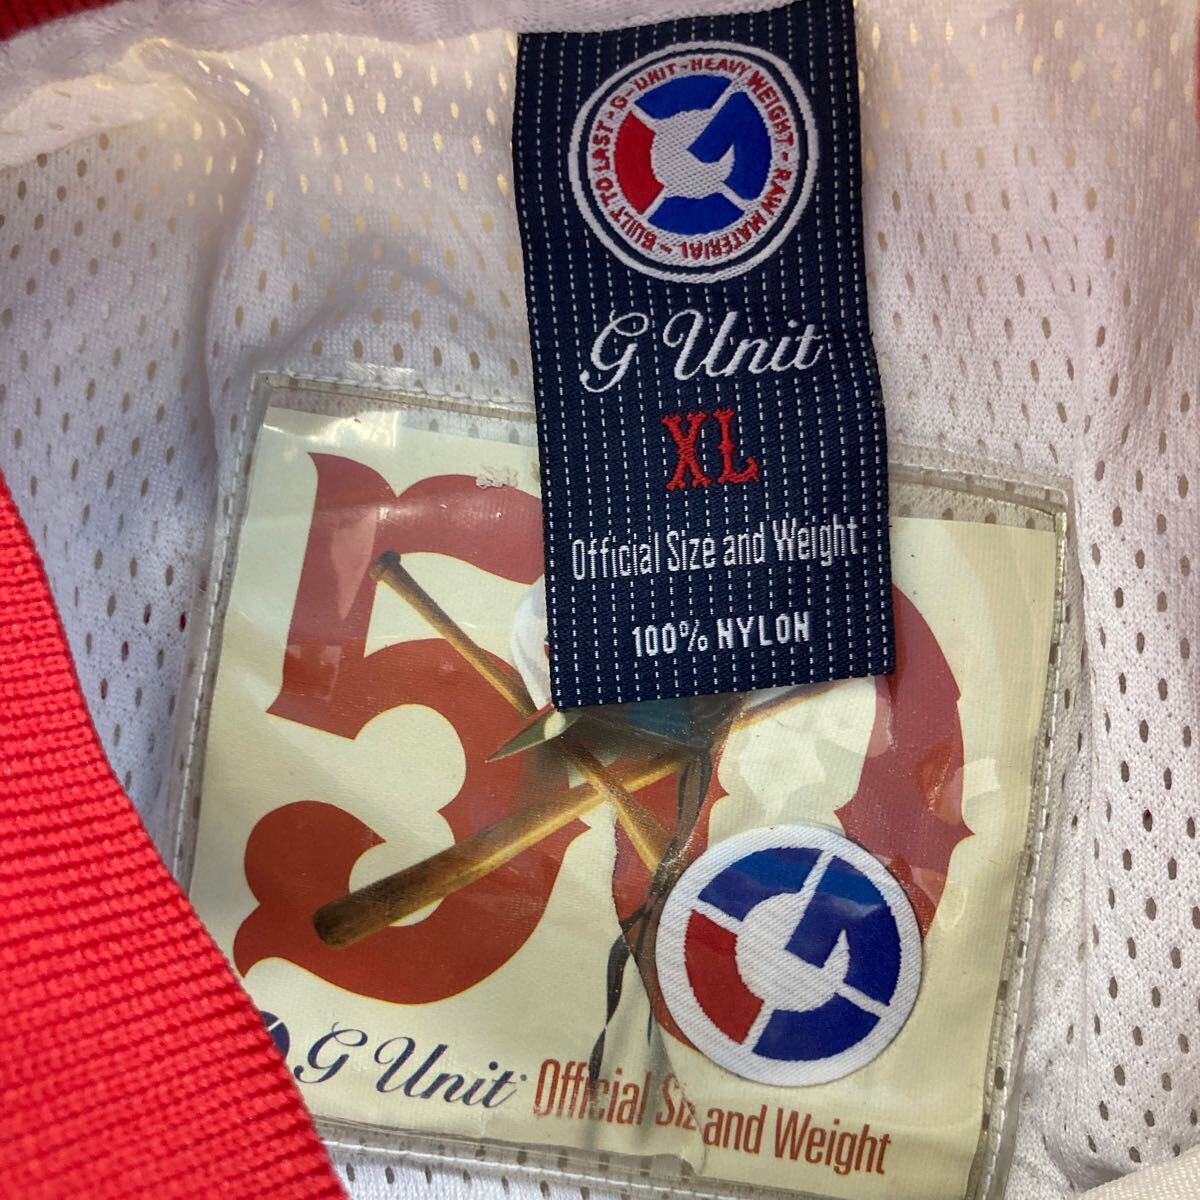 G-UNIT - HEAVY WEIGHT - RAW MATERIAL - BUILT TO LAST -
G Unit
XL
Official Size and Weight
100% NYLON
50
G Unit Official Size and Weight